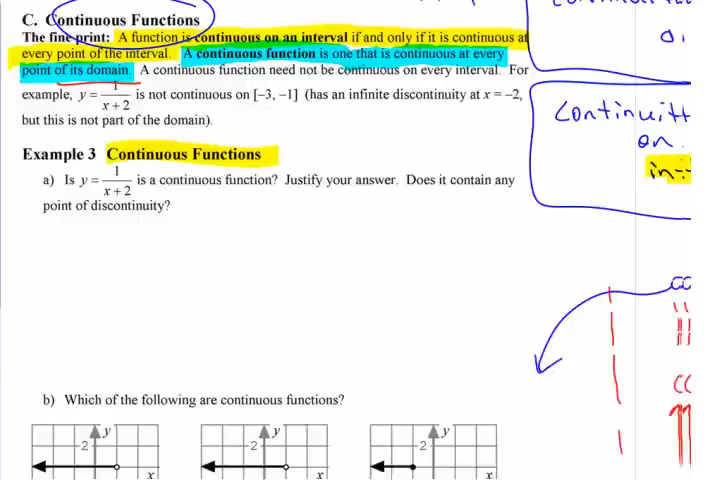 C. Continuous Functions
The fine print: A function is continuous on an interval if and only if it is continuous at
every point of the interval. A continuous function is one that is continuous at every
point of its domain. A continuous function need not be continuous on every interval. For
example, y = 1/(x + 2) is not continuous on [−3, −1] (has an infinite discontinuity at x = −2,
but this is not part of the domain).
Continuit
on
in
Example 3 Continuous Functions
a) Is y = 1/(x + 2) is a continuous function? Justify your answer. Does it contain any
point of discontinuity?
b) Which of the following are continuous functions?
y
2
x
y
2
x
y
2
x